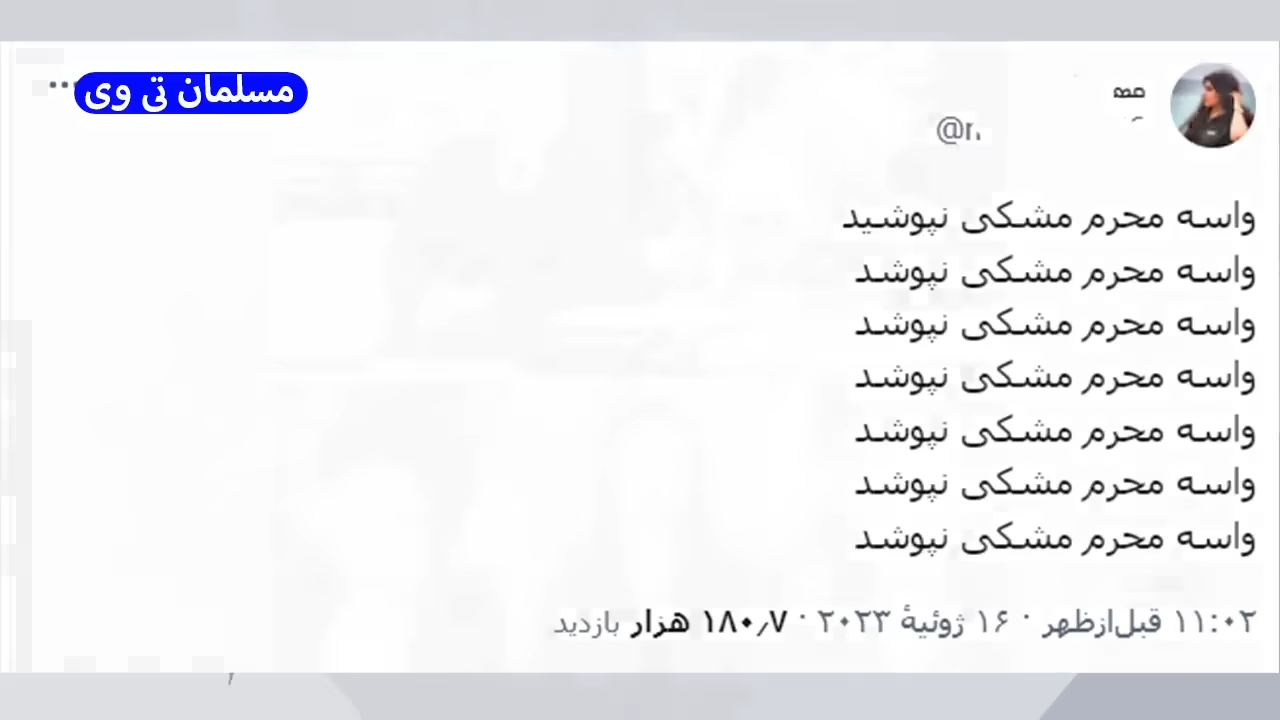 مسلمان تی وی
واسه محرم مشکی نپوشید
واسه محرم مشکی نپوشد
واسه محرم مشکی نپوشد
واسه محرم مشکی نپوشد
واسه محرم مشکی نپوشد
واسه محرم مشکی نپوشد
واسه محرم مشکی نپوشد
۱۱:۰۲ قبل‌ازظهر · ۱۶ ژوئیهٔ ۲۰۲۳ · ۱۸۰٫۷ هزار بازدید